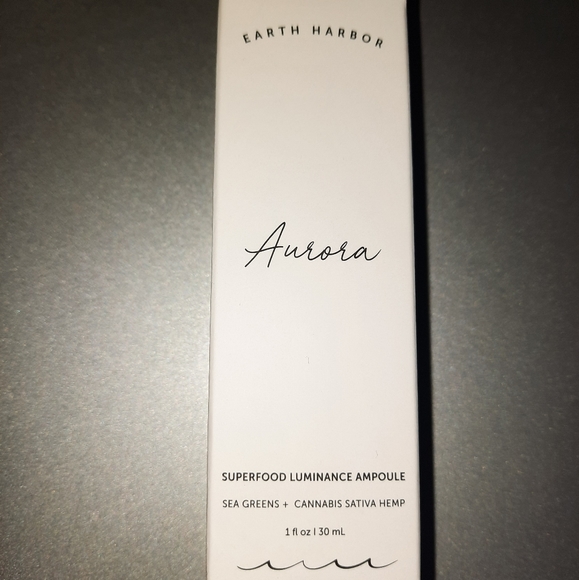 EARTH HARBOR
Aurora
SUPERFOOD LUMINANCE AMPOULE
SEA GREENS + CANNABIS SATIVA HEMP
1 fl oz | 30 mL